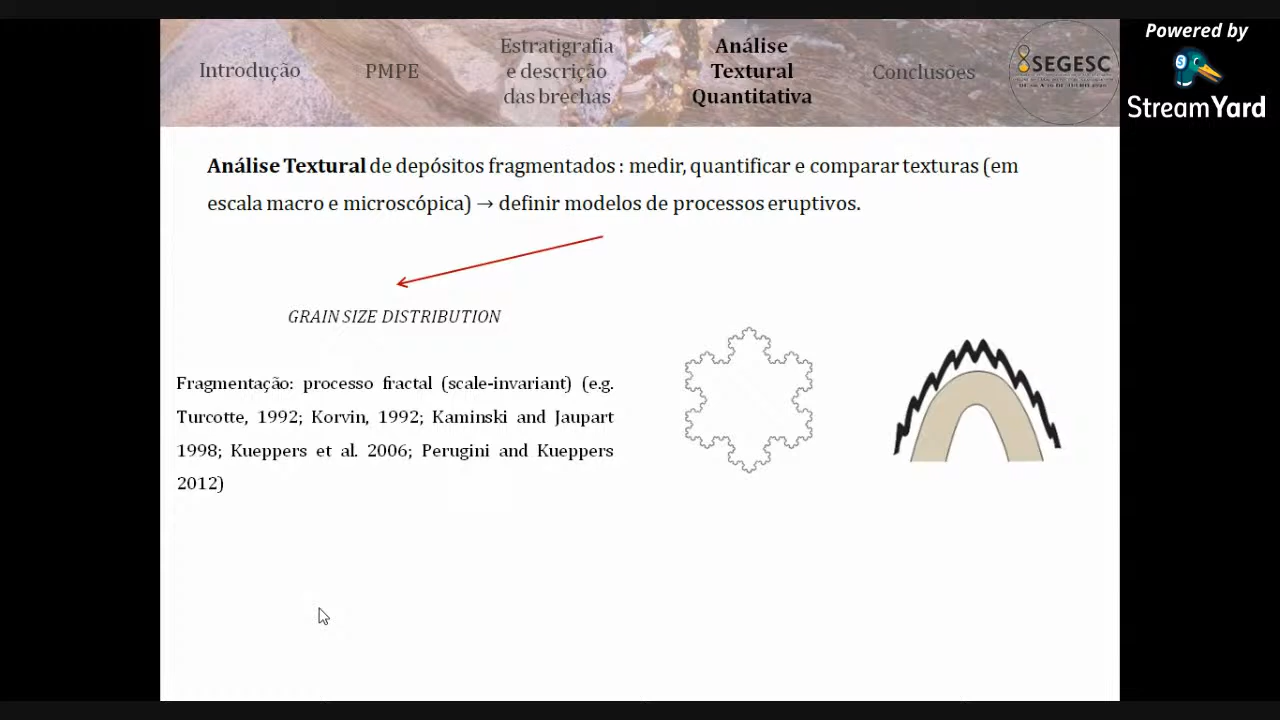 Powered by
StreamYard
Introdução
PMPE
Estratigrafia
e descrição
das brechas
Análise
Textural
Quantitativa
Conclusões
SEGESC
Análise Textural de depósitos fragmentados : medir, quantificar e comparar texturas (em
escala macro e microscópica) → definir modelos de processos eruptivos.
GRAIN SIZE DISTRIBUTION
Fragmentação: processo fractal (scale-invariant) (e.g.
Turcotte, 1992; Korvin, 1992; Kaminski and Jaupart
1998; Kueppers et al. 2006; Perugini and Kueppers
2012)